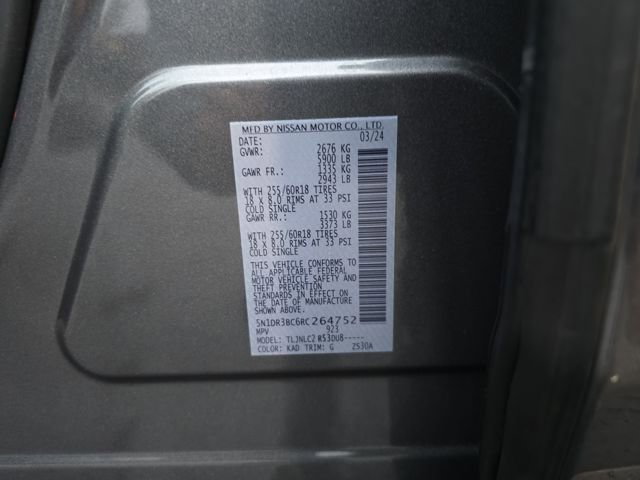 MFD BY NISSAN MOTOR CO., LTD.
DATE: 03/24
GVWR: 2676 KG
5900 LB
GAWR FR.: 1335 KG
2943 LB
WITH 255/60R18 TIRES
18 X 8.0 RIMS AT 33 PSI
COLD SINGLE
GAWR RR.: 1530 KG
3373 LB
WITH 255/60R18 TIRES
18 X 8.0 RIMS AT 33 PSI
COLD SINGLE
THIS VEHICLE CONFORMS TO
ALL APPLICABLE FEDERAL
MOTOR VEHICLE SAFETY AND
THEFT PREVENTION
STANDARDS IN EFFECT ON
THE DATE OF MANUFACTURE
SHOWN ABOVE.
5N1DR3BC6RC264752
MPV 923
MODEL: TLJNLC2 R53DU8-----
COLOR: KAD TRIM: G 2S30A